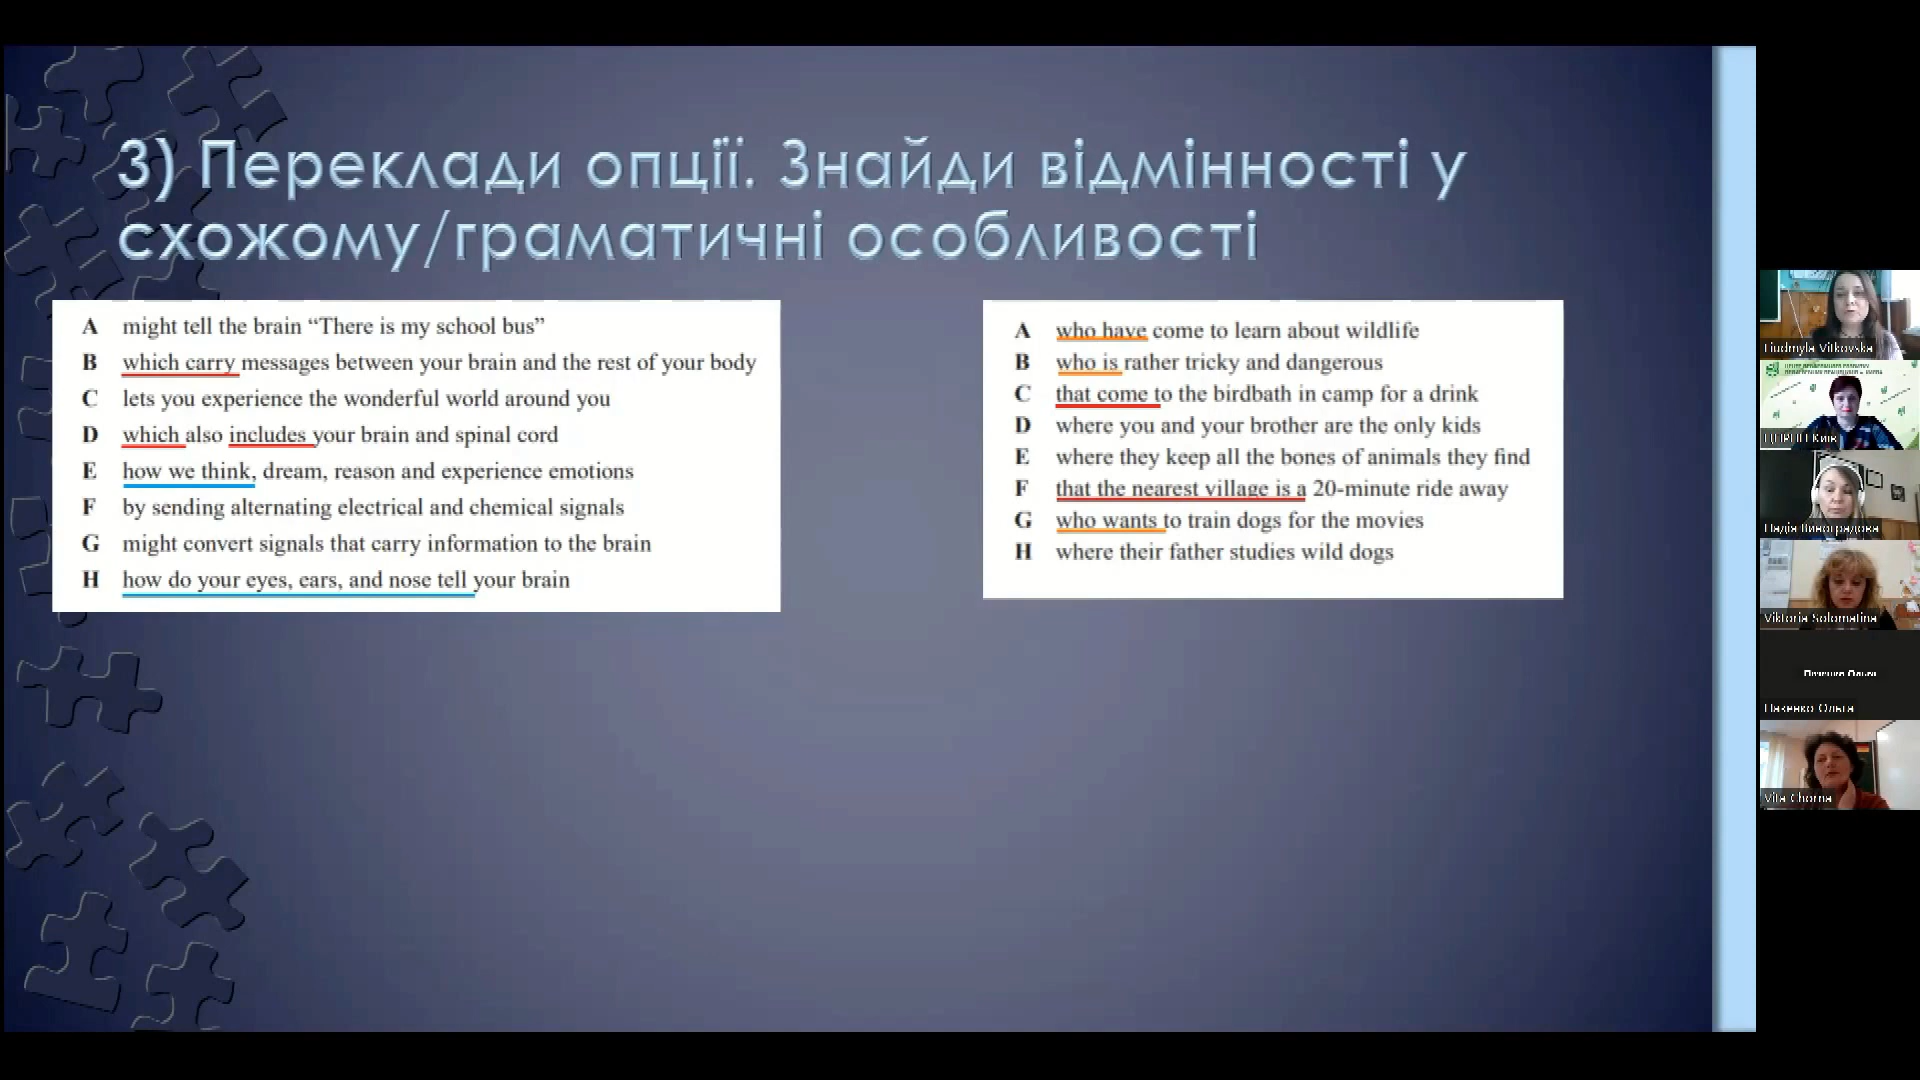 3) Переклади опції. Знайди відмінності у
схожому/граматичні особливості
A might tell the brain “There is my school bus”
B which carry messages between your brain and the rest of your body
C lets you experience the wonderful world around you
D which also includes your brain and spinal cord
E how we think, dream, reason and experience emotions
F by sending alternating electrical and chemical signals
G might convert signals that carry information to the brain
H how do your eyes, ears, and nose tell your brain
A who have come to learn about wildlife
B who is rather tricky and dangerous
C that come to the birdbath in camp for a drink
D where you and your brother are the only kids
E where they keep all the bones of animals they find
F that the nearest village is a 20-minute ride away
G who wants to train dogs for the movies
H where their father studies wild dogs
Liudmyla Vitkovska
Київ
Надія Виноградова
Viktoria Solomatina
Ольга
Vita Chorna